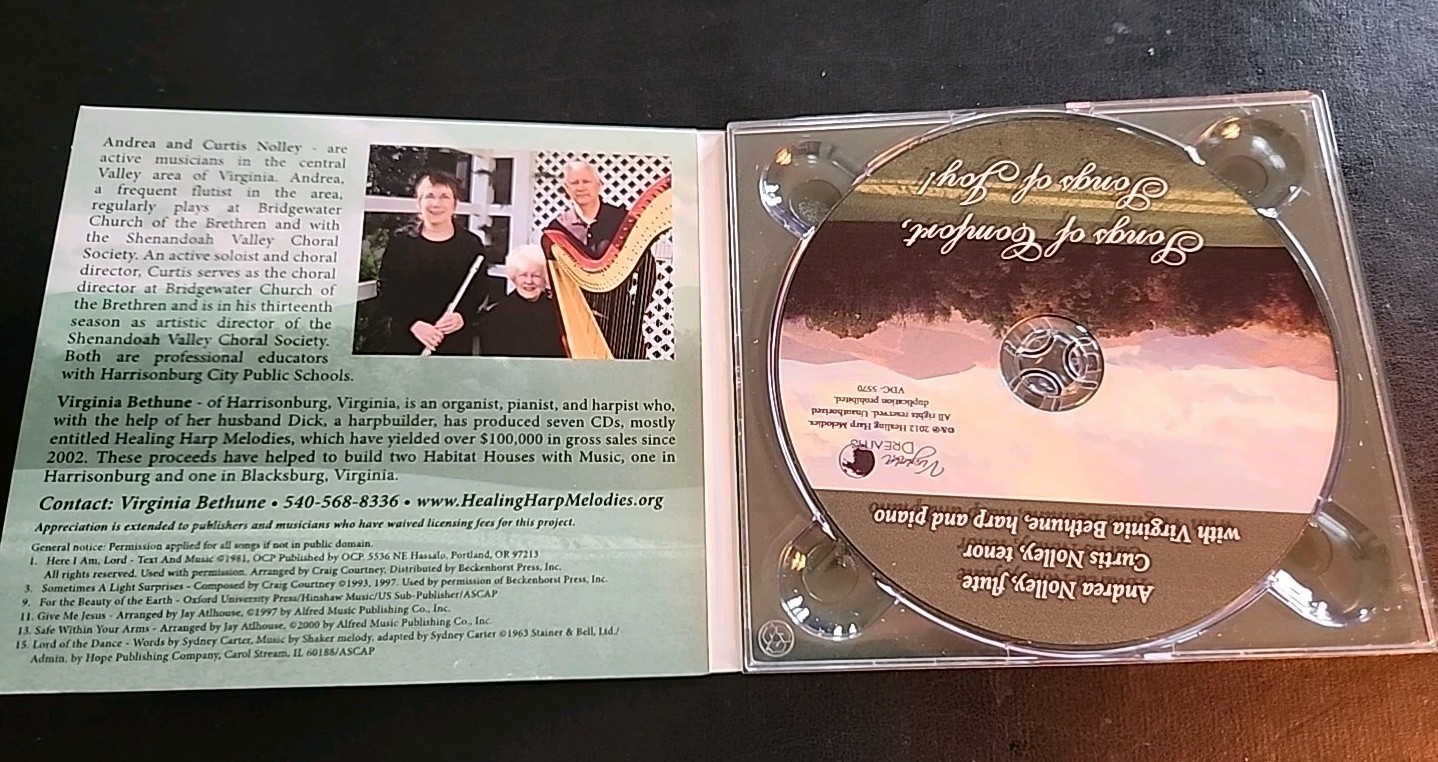 Andrea and Curtis Nolley - are
active musicians in the central
Valley area of Virginia. Andrea,
a frequent flutist in the area,
regularly plays at Bridgewater
Church of the Brethren and with
the Shenandoah Valley Choral
Society. An active soloist and choral
director, Curtis serves as the choral
director at Bridgewater Church of
the Brethren and is in his thirteenth
season as artistic director of the
Shenandoah Valley Choral Society.
Both are professional educators
with Harrisonburg City Public Schools.
Virginia Bethune - of Harrisonburg, Virginia, is an organist, pianist, and harpist who,
with the help of her husband Dick, a harpbuilder, has produced seven CDs, mostly
entitled Healing Harp Melodies, which have yielded over $100,000 in gross sales since
2002. These proceeds have helped to build two Habitat Houses with Music, one in
Harrisonburg and one in Blacksburg, Virginia.
Contact: Virginia Bethune • 540-568-8336 • www.HealingHarpMelodies.org
Appreciation is extended to publishers and musicians who have waived licensing fees for this project.
General notice: Permission applied for all songs if not in public domain.
1. Here I Am, Lord - Text And Music ©1981, OCP Published by OCP. 5536 NE Hassalo, Portland, OR 97213
All rights reserved. Used with permission. Arranged by Craig Courtney, Distributed by Beckenhorst Press, Inc.
3. Sometimes A Light Surprises - Composed by Craig Courtney ©1993, 1997. Used by permission of Beckenhorst Press, Inc.
9. For the Beauty of the Earth - Oxford University Press/Hinshaw Music/US Sub-Publisher/ASCAP
11. Give Me Jesus - Arranged by Jay Atlhouse, ©1997 by Alfred Music Publishing Co., Inc.
13. Safe Within Your Arms - Arranged by Jay Atlhouse, ©2000 by Alfred Music Publishing Co., Inc.
15. Lord of the Dance - Words by Sydney Carter, Music by Shaker melody, adapted by Sydney Carter ©1963 Stainer & Bell, Ltd./
Admin. by Hope Publishing Company, Carol Stream, IL 60188/ASCAP
Andrea Nolley, flute
Curtis Nolley, tenor
with Virginia Bethune, harp and piano
Virginia
DREAMS
©&℗ 2012 Healing Harp Melodies.
All rights reserved. Unauthorized
duplication prohibited.
VDC- 5570
Songs of Comfort,
Songs of Joy!